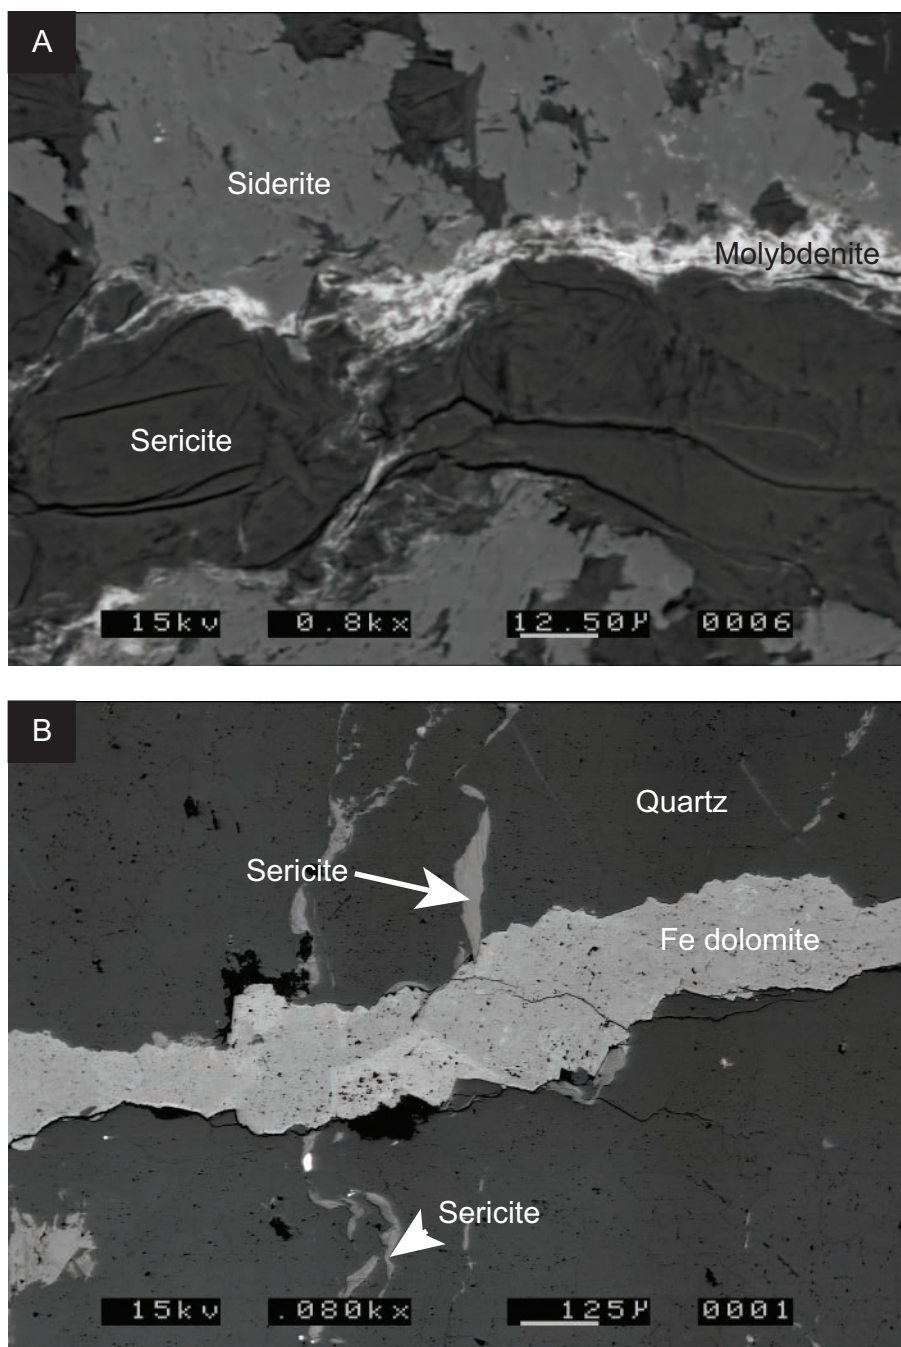 A
Siderite
Molybdenite
Sericite
15kv 0.8kx 12.50μ 0006
B
Quartz
Sericite
Fe dolomite
Sericite
15kv .080kx 125μ 0001